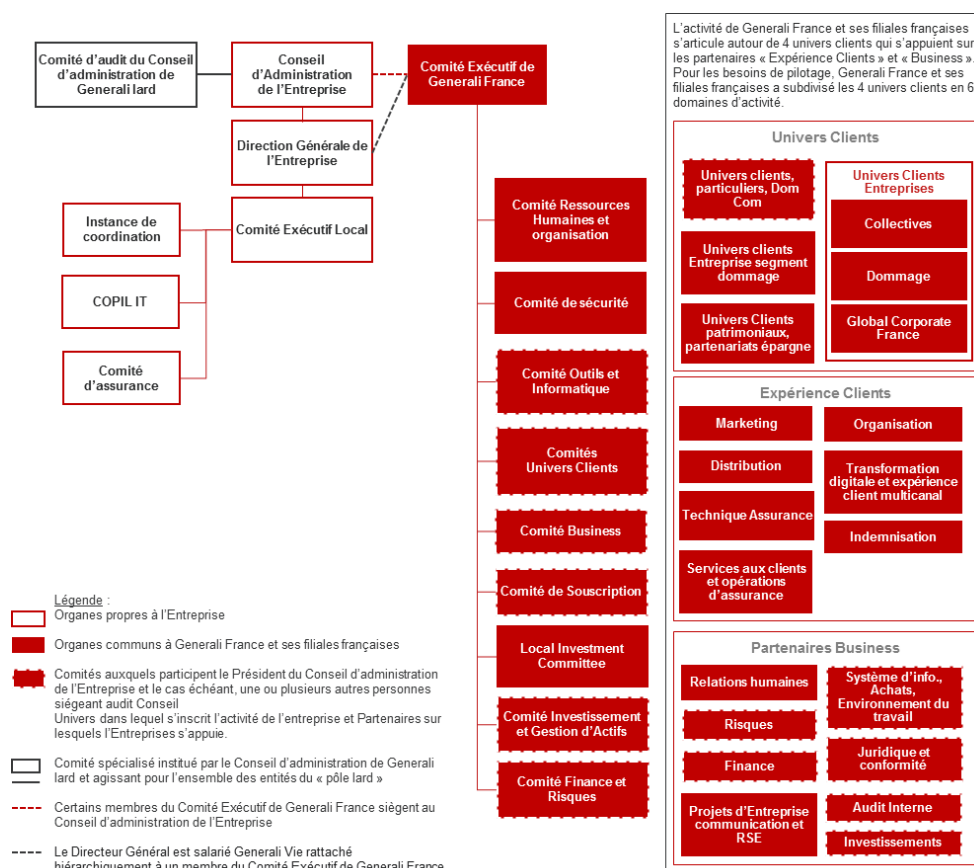 Comité d'audit du Conseil
d'administration de
Generali Iard
Conseil
d'Administration
de l'Entreprise
Comité Exécutif de
Generali France
Direction Générale de
l'Entreprise
Instance de
coordination
Comité Exécutif Local
COPIL IT
Comité
d'assurance
Comité Ressources
Humaines et
organisation
Comité de sécurité
Comité Outils et
Informatique
Comités
Univers Clients
Comité Business
Comité de Souscription
Local Investment
Committee
Comité Investissement
et Gestion d'Actifs
Comité Finance et
Risques
Légende :
Organes propres à l'Entreprise
Organes communs à Generali France et ses filiales françaises
Comités auxquels participent le Président du Conseil d'administration
de l'Entreprise et le cas échéant, une ou plusieurs autres personnes
siégeant audit Conseil
Univers dans lequel s'inscrit l'activité de l'entreprise et Partenaires sur
lesquels l'Entreprises s'appuie.
Comité spécialisé institué par le Conseil d'administration de Generali
Iard et agissant pour l'ensemble des entités du « pôle Iard »
Certains membres du Comité Exécutif de Generali France siègent au
Conseil d'administration de l'Entreprise
Le Directeur Général est salarié Generali Vie rattaché
hiérarchiquement à un membre du Comité Exécutif de Generali France
L'activité de Generali France et ses filiales françaises
s'articule autour de 4 univers clients qui s'appuient sur
les partenaires « Expérience Clients » et « Business ».
Pour les besoins de pilotage, Generali France et ses
filiales françaises a subdivisé les 4 univers clients en 6
domaines d'activité.
Univers Clients
Univers clients,
particuliers, Dom
Com
Univers clients
Entreprise segment
dommage
Univers Clients
patrimoniaux,
partenariats épargne
Univers Clients
Entreprises
Collectives
Dommage
Global Corporate
France
Expérience Clients
Marketing
Distribution
Technique Assurance
Services aux clients
et opérations
d'assurance
Organisation
Transformation
digitale et expérience
client multicanal
Indemnisation
Partenaires Business
Relations humaines
Risques
Finance
Projets d'Entreprise
communication et
RSE
Système d'info.,
Achats,
Environnement du
travail
Juridique et
conformité
Audit Interne
Investissements